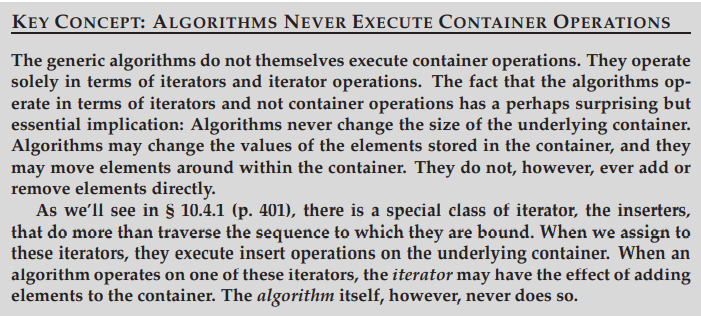 KEY CONCEPT: ALGORITHMS NEVER EXECUTE CONTAINER OPERATIONS
The generic algorithms do not themselves execute container operations. They operate
solely in terms of iterators and iterator operations. The fact that the algorithms op-
erate in terms of iterators and not container operations has a perhaps surprising but
essential implication: Algorithms never change the size of the underlying container.
Algorithms may change the values of the elements stored in the container, and they
may move elements around within the container. They do not, however, ever add or
remove elements directly.
As we'll see in § 10.4.1 (p. 401), there is a special class of iterator, the inserters,
that do more than traverse the sequence to which they are bound. When we assign to
these iterators, they execute insert operations on the underlying container. When an
algorithm operates on one of these iterators, the iterator may have the effect of adding
elements to the container. The algorithm itself, however, never does so.